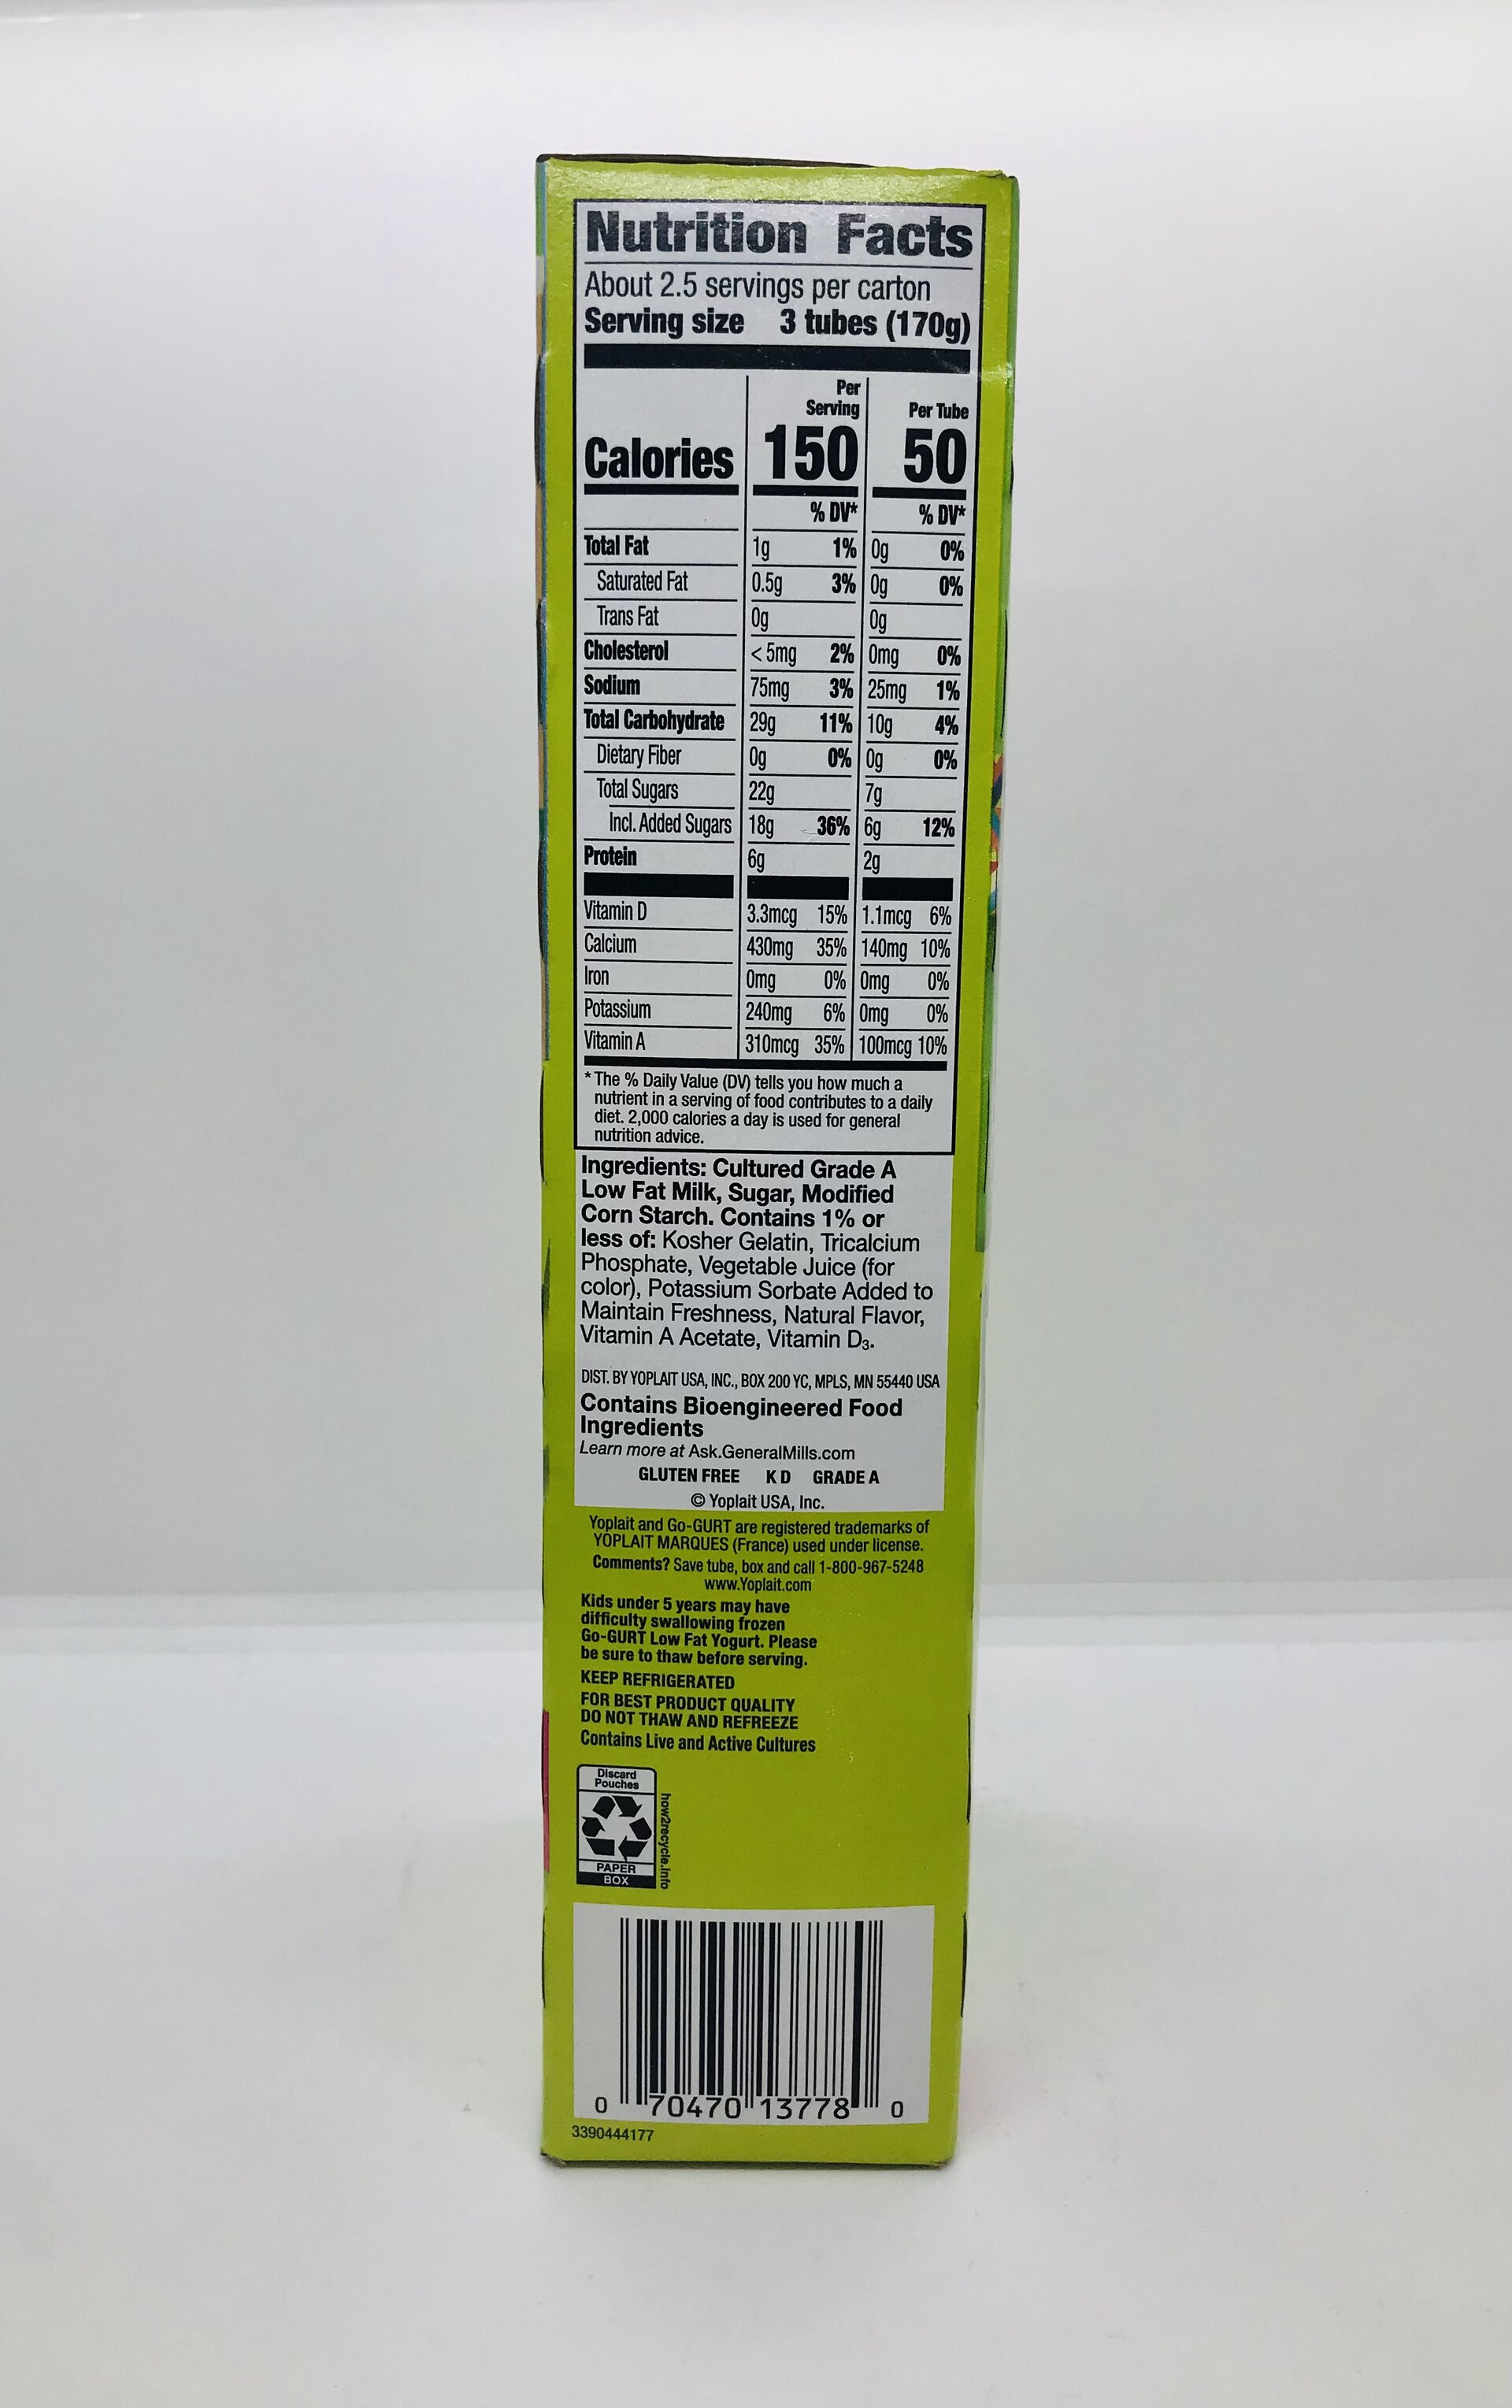 Nutrition Facts
About 2.5 servings per carton
Serving size 3 tubes (170g)
Per Serving Per Tube
Calories 150 50
% DV* % DV*
Total Fat 1g 1% 0g 0%
Saturated Fat 0.5g 3% 0g 0%
Trans Fat 0g 0g
Cholesterol <5mg 2% 0mg 0%
Sodium 75mg 3% 25mg 1%
Total Carbohydrate 29g 11% 10g 4%
Dietary Fiber 0g 0% 0g 0%
Total Sugars 22g 7g
Incl. Added Sugars 18g 36% 6g 12%
Protein 6g 2g
Vitamin D 3.3mcg 15% 1.1mcg 6%
Calcium 430mg 35% 140mg 10%
Iron 0mg 0% 0mg 0%
Potassium 240mg 6% 0mg 0%
Vitamin A 310mcg 35% 100mcg 10%
* The % Daily Value (DV) tells you how much a
nutrient in a serving of food contributes to a daily
diet. 2,000 calories a day is used for general
nutrition advice.
Ingredients: Cultured Grade A
Low Fat Milk, Sugar, Modified
Corn Starch. Contains 1% or
less of: Kosher Gelatin, Tricalcium
Phosphate, Vegetable Juice (for
color), Potassium Sorbate Added to
Maintain Freshness, Natural Flavor,
Vitamin A Acetate, Vitamin D3.
DIST. BY YOPLAIT USA, INC., BOX 200 YC, MPLS, MN 55440 USA
Contains Bioengineered Food
Ingredients
Learn more at Ask.GeneralMills.com
GLUTEN FREE K D GRADE A
© Yoplait USA, Inc.
Yoplait and Go-GURT are registered trademarks of
YOPLAIT MARQUES (France) used under license.
Comments? Save tube, box and call 1-800-967-5248
www.Yoplait.com
Kids under 5 years may have
difficulty swallowing frozen
Go-GURT Low Fat Yogurt. Please
be sure to thaw before serving.
KEEP REFRIGERATED
FOR BEST PRODUCT QUALITY
DO NOT THAW AND REFREEZE
Contains Live and Active Cultures
Discard
Pouches
PAPER
BOX
how2recycle.info
0 70470 13778 0
3390444177